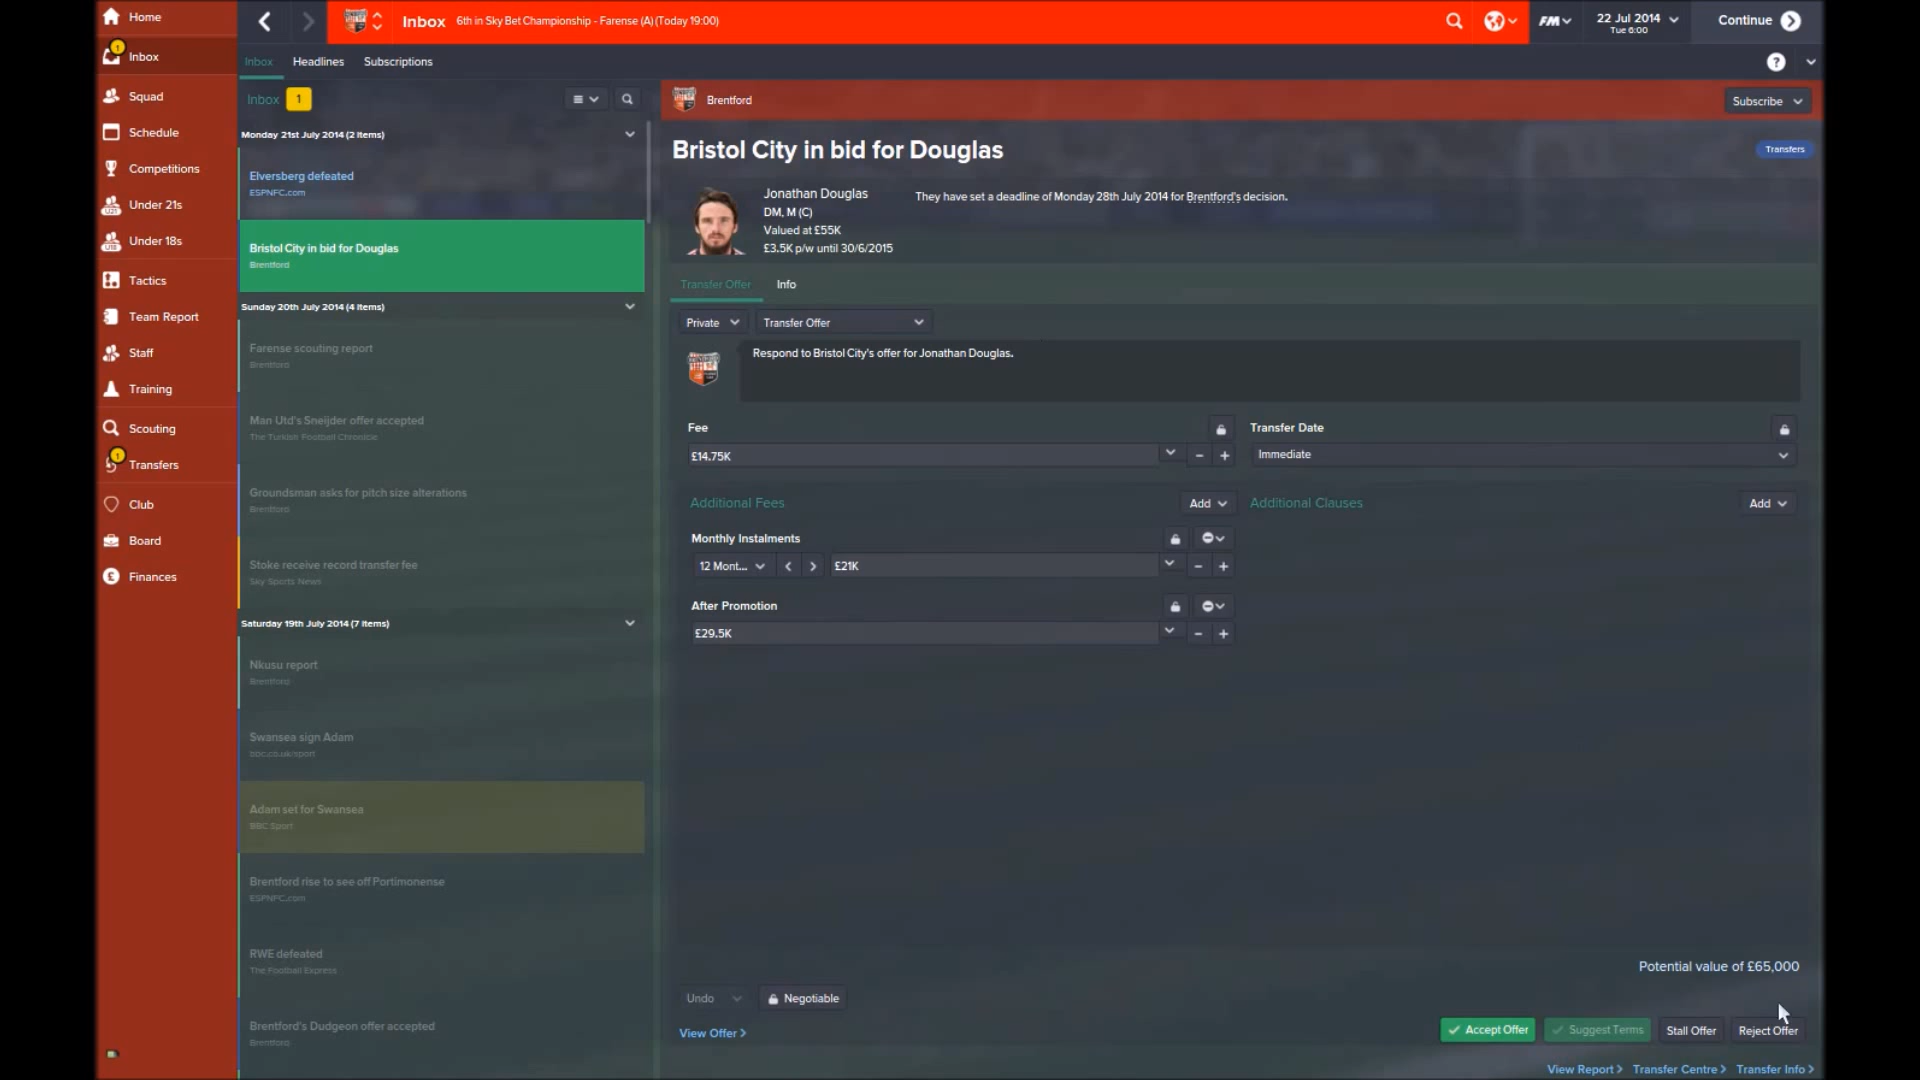 Home
Inbox
1
Squad
Schedule
Competitions
Under 21s
Under 18s
Tactics
Team Report
Staff
Training
Scouting
1
Transfers
Club
Board
Finances
Inbox 6th in Sky Bet Championship - Farense (A) (Today 19:00)
FM
22 Jul 2014
Tue 6:00
Continue
Inbox Headlines Subscriptions
Inbox 1
Monday 21st July 2014 (2 Items)
Elversberg defeated
ESPNFC.com
Bristol City in bid for Douglas
Brentford
Sunday 20th July 2014 (4 Items)
Farense scouting report
Brentford
Man Utd's Sneijder offer accepted
The Turkish Football Chronicle
Groundsman asks for pitch size alterations
Brentford
Stoke receive record transfer fee
Sky Sports News
Saturday 19th July 2014 (7 Items)
Nkusu report
Brentford
Swansea sign Adam
bbc.co.uk/sport
Adam set for Swansea
BBC Sport
Brentford rise to see off Portimonense
ESPNFC.com
RWE defeated
The Football Express
Brentford's Dudgeon offer accepted
Brentford
Brentford
Subscribe
Bristol City in bid for Douglas
Transfers
Jonathan Douglas
DM, M (C)
Valued at £55K
£3.5K p/w until 30/6/2015
They have set a deadline of Monday 28th July 2014 for Brentford's decision.
Transfer Offer Info
Private Transfer Offer
Respond to Bristol City's offer for Jonathan Douglas.
Fee
£14.75K
Transfer Date
Immediate
Additional Fees Add
Additional Clauses Add
Monthly Instalments
12 Mont... £21K
After Promotion
£29.5K
Potential value of £65,000
Undo Negotiable
View Offer >
Accept Offer Suggest Terms Stall Offer Reject Offer
View Report > Transfer Centre > Transfer Info >